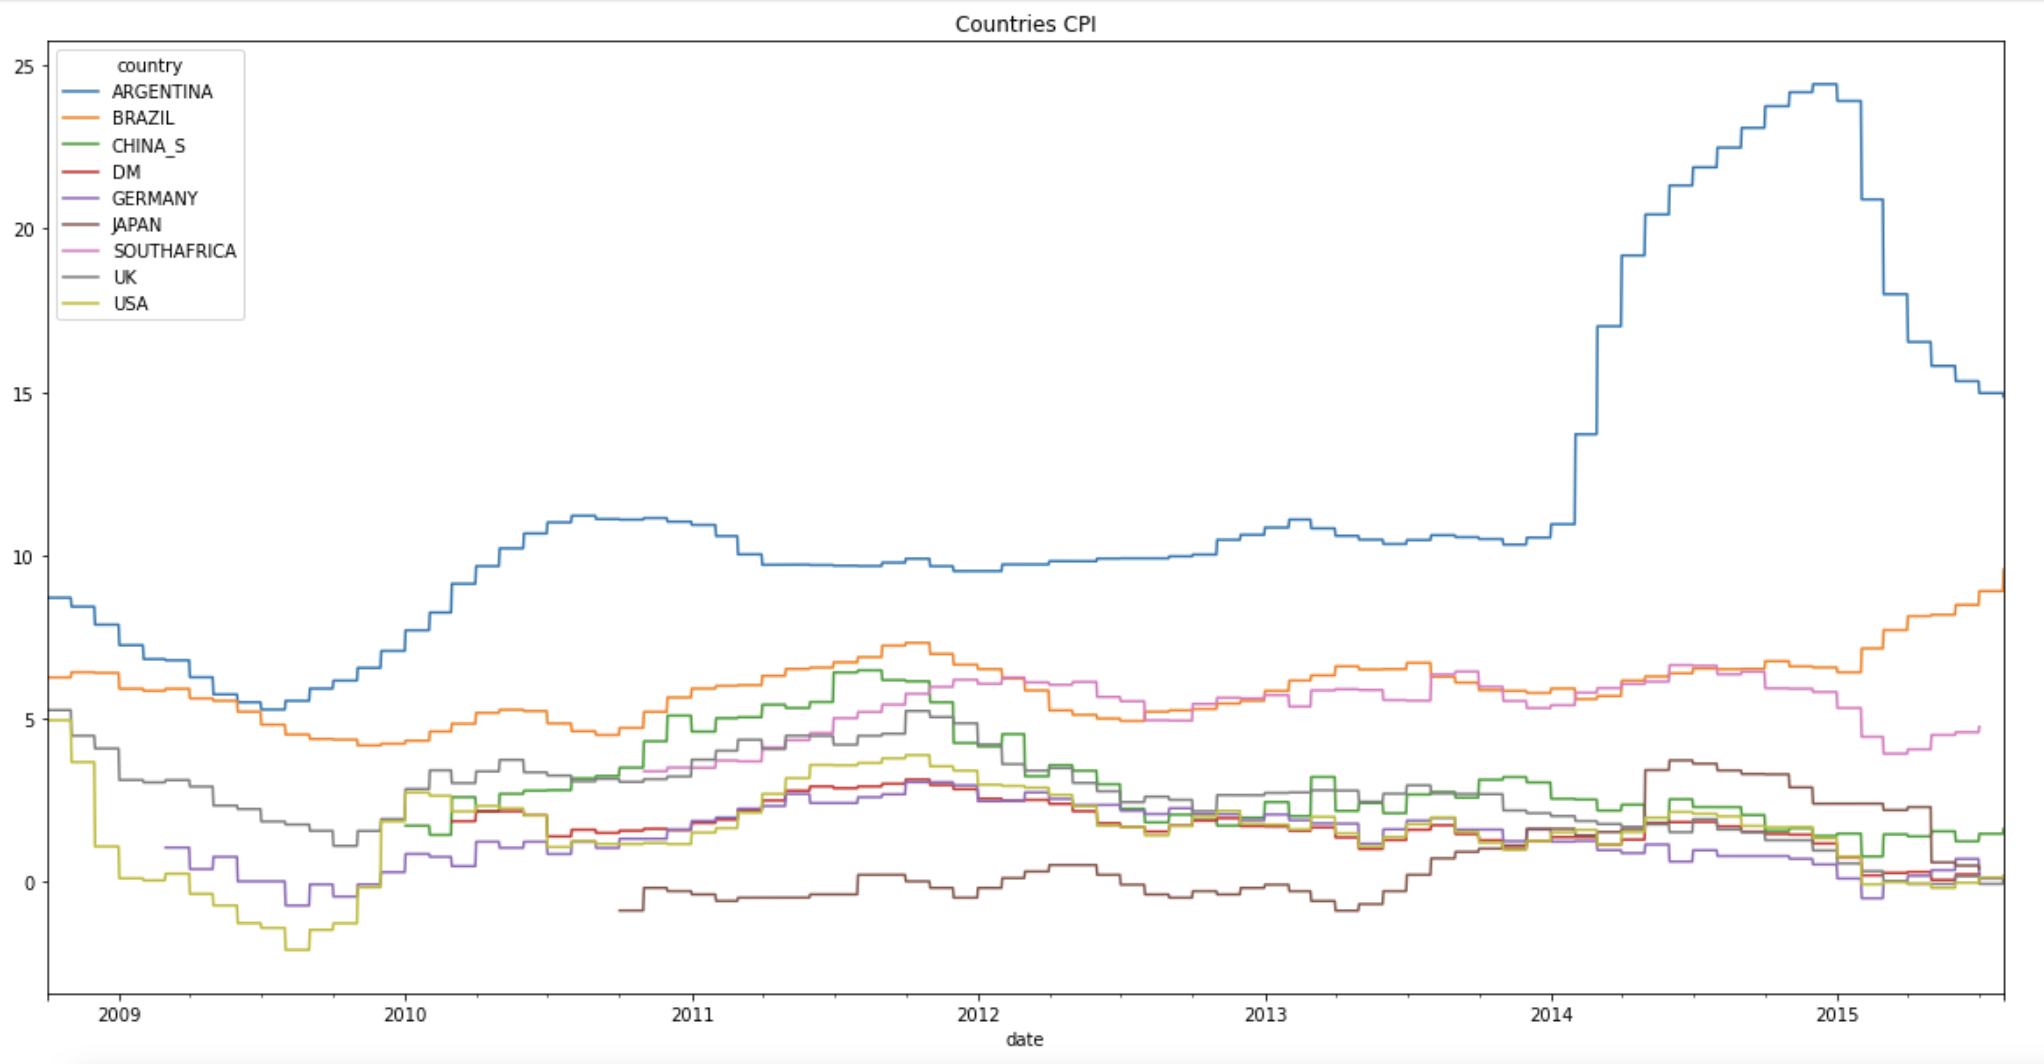 Countries CPI
country
ARGENTINA
BRAZIL
CHINA_S
DM
GERMANY
JAPAN
SOUTHAFRICA
UK
USA
25
20
15
10
5
0
2009 2010 2011 2012 2013 2014 2015
date